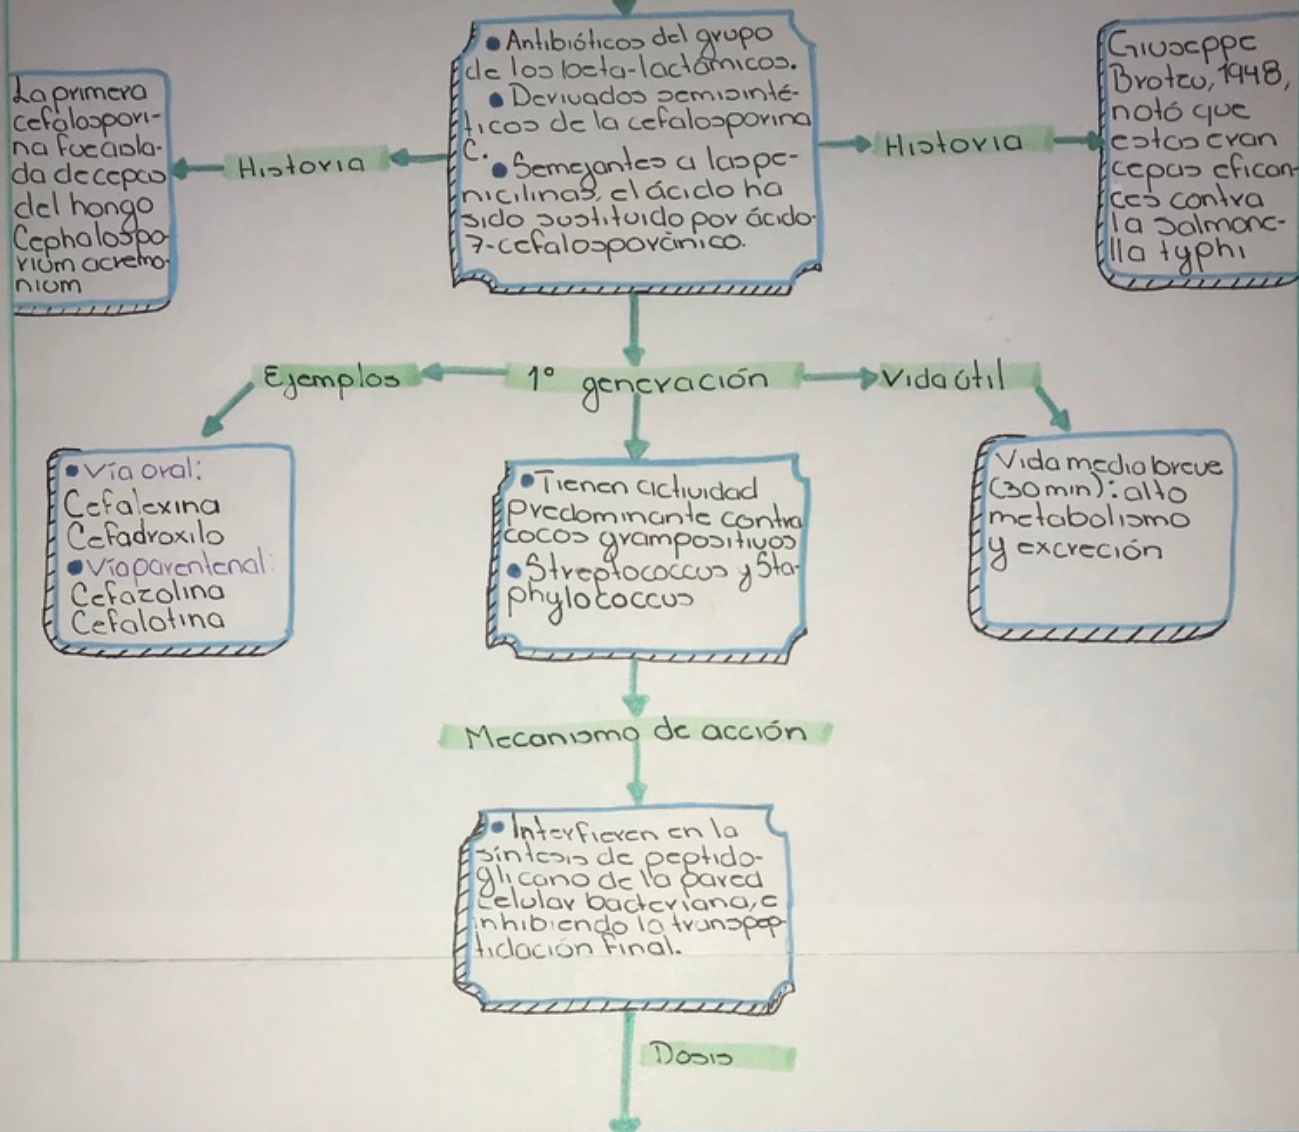 • Antibióticos del grupo
de los beta-lactámicos.
• Derivados semisinté-
ticos de la cefalosporina
C.
• Semejantes a las pe-
nicilinas, el ácido ha
sido sustituido por ácido
7-cefalosporánico.
Historia
La primera
cefalospori-
na fue aisla-
da de cepas
del hongo
Cephalospo-
rium acremo-
nium
Historia
Giuseppe
Brotzu, 1948,
notó que
estas eran
cepas efican-
ces contra
la salmone-
lla typhi
1° generación
Ejemplos
• Vía oral:
Cefalexina
Cefadroxilo
• Vía parentenal:
Cefazolina
Cefalotina
• Tienen actividad
predominante contra
cocos grampositivos
• Streptococcus y Sta-
phylococcus
Vida útil
Vida media breve
(30 min): alto
metabolismo
y excreción
Mecanismo de acción
• Interfieren en la
síntesis de peptido-
glicano de la pared
celular bacteriana, e
inhibiendo la transpep-
tidación final.
Dosis